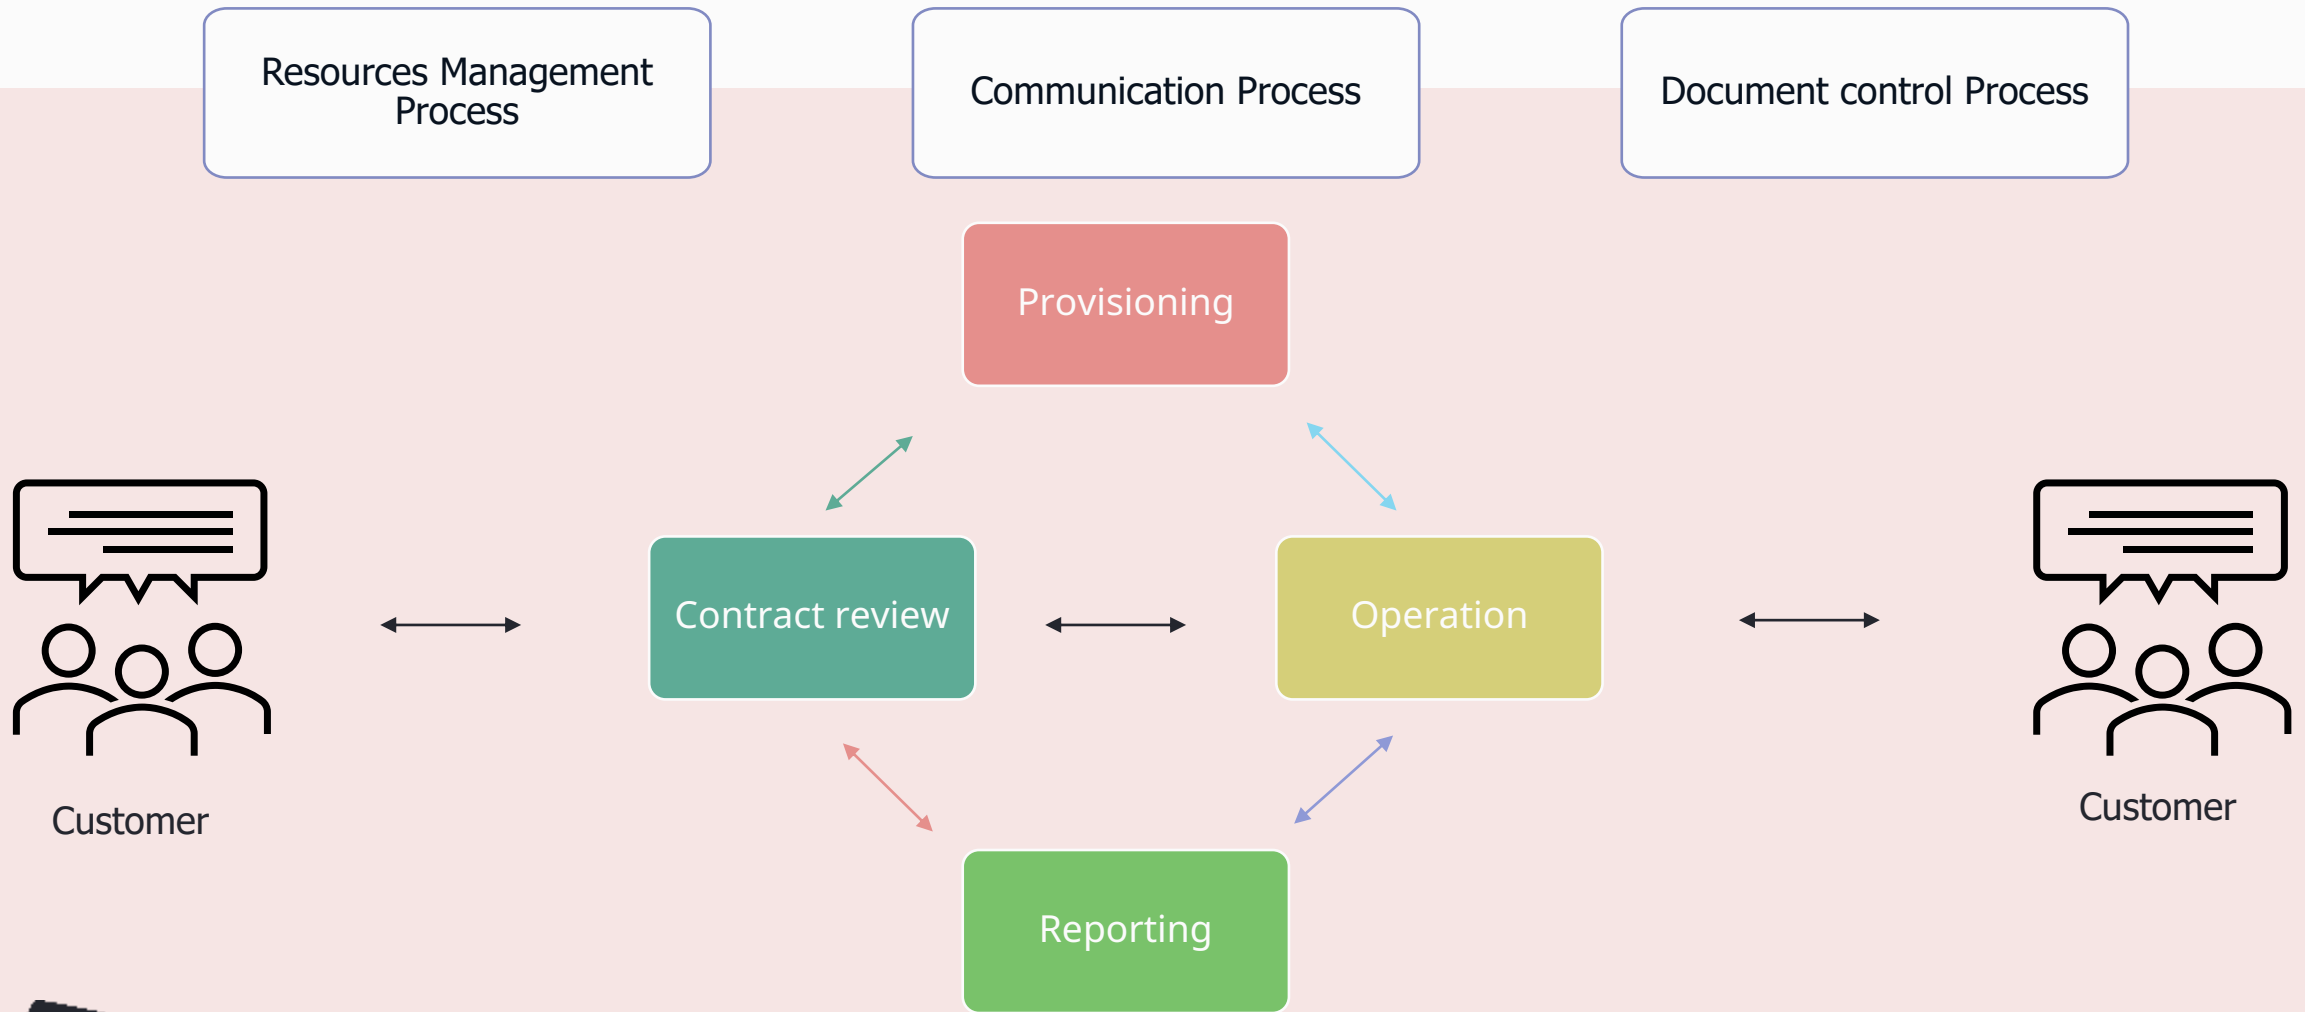 Resources Management
Process
Communication Process
Document control Process
Provisioning
Contract review
Operation
Customer
Customer
Reporting